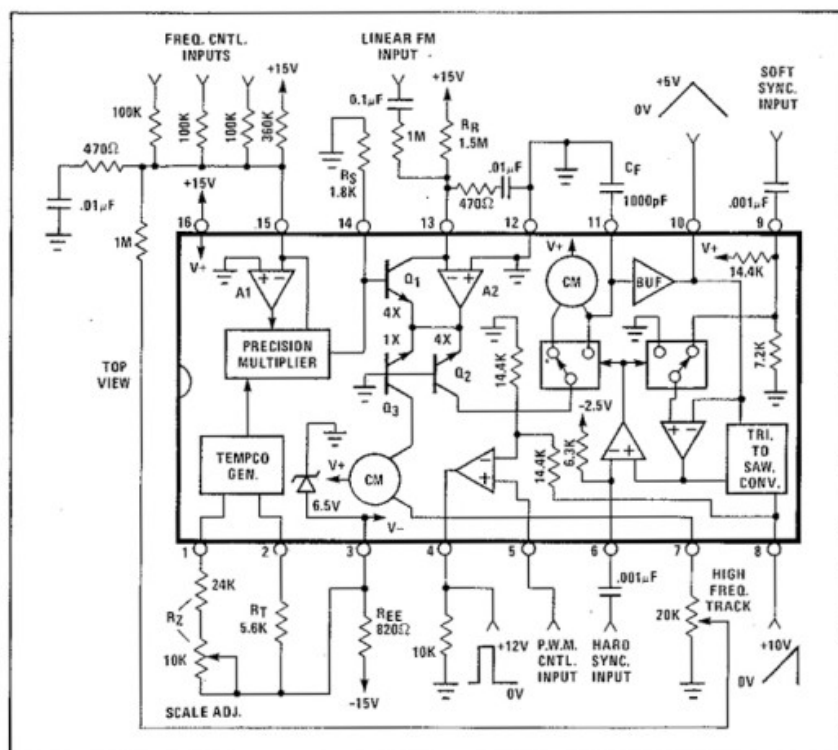 FREQ. CNTL.
INPUTS
LINEAR FM
INPUT
SOFT
SYNC.
INPUT
+15V
+15V
+5V
0V
100K
100K
100K
360K
0.1µF
1M
RR
1.5M
RS
1.8K
470Ω
.01µF
.01µF
470Ω
CF
1000pF
.001µF
+15V
1M
16
15
14
13
12
11
10
9
V+
A1
Q1
4X
A2
V+
CM
BUF
V+
14.4K
PRECISION
MULTIPLIER
1X
4X
Q3
Q2
14.4K
7.2K
TOP
VIEW
TEMPCO
GEN.
V+
CM
6.5V
V-
-2.5V
6.3K
14.4K
TRI.
TO
SAW.
CONV.
1
2
3
4
5
6
7
8
24K
RZ
10K
RT
5.6K
REE
820Ω
-15V
10K
+12V
0V
P.W.M.
CNTL.
INPUT
.001µF
HARD
SYNC.
INPUT
20K
HIGH
FREQ.
TRACK
+10V
0V
SCALE ADJ.